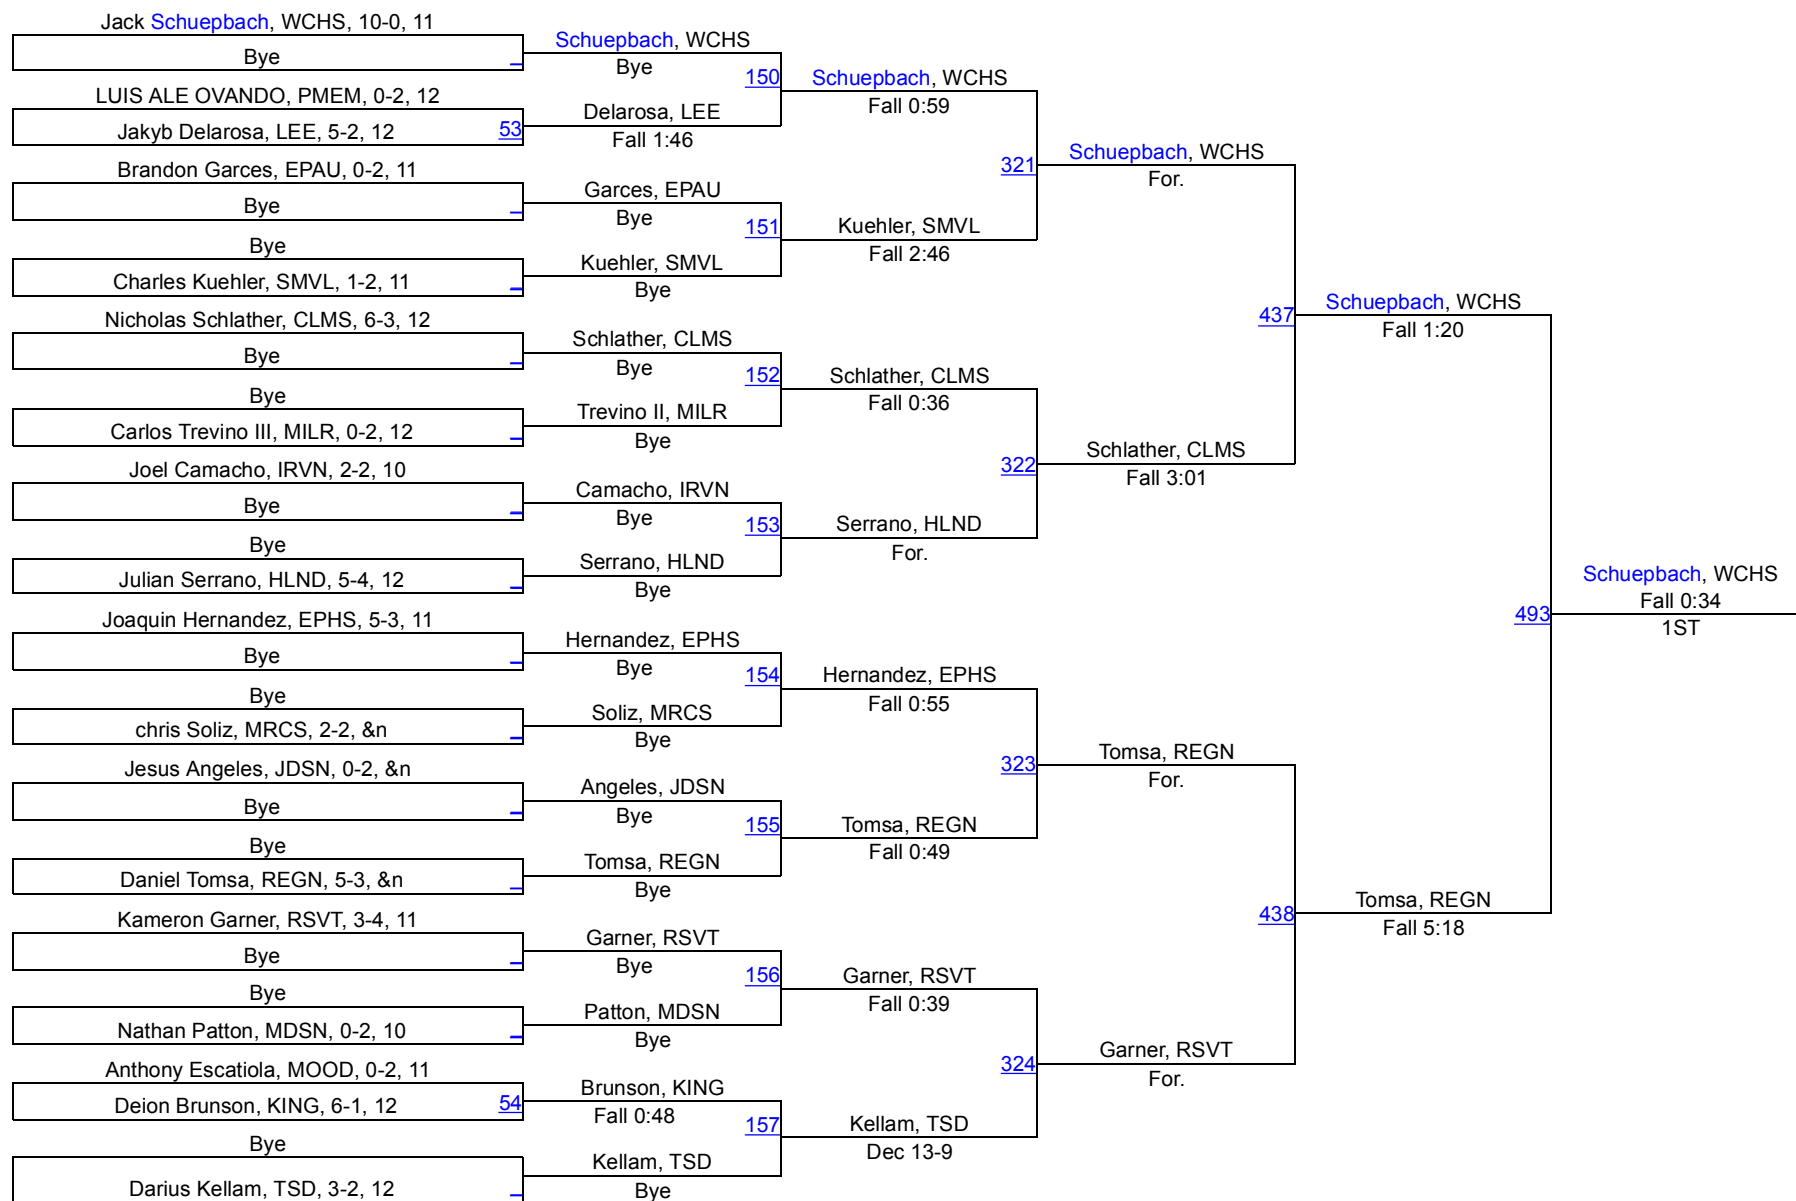 Jack Schuepbach, WCHS, 10-0, 11
Bye
LUIS ALE OVANDO, PMEM, 0-2, 12
Jakyb Delarosa, LEE, 5-2, 12
53
Brandon Garces, EPAU, 0-2, 11
Bye
Bye
Charles Kuehler, SMVL, 1-2, 11
Nicholas Schlather, CLMS, 6-3, 12
Bye
Bye
Carlos Trevino III, MILR, 0-2, 12
Joel Camacho, IRVN, 2-2, 10
Bye
Bye
Julian Serrano, HLND, 5-4, 12
Joaquin Hernandez, EPHS, 5-3, 11
Bye
Bye
chris Soliz, MRCS, 2-2, &n
Jesus Angeles, JDSN, 0-2, &n
Bye
Bye
Daniel Tomsa, REGN, 5-3, &n
Kameron Garner, RSVT, 3-4, 11
Bye
Bye
Nathan Patton, MDSN, 0-2, 10
Anthony Escatiola, MOOD, 0-2, 11
Deion Brunson, KING, 6-1, 12
54
Bye
Darius Kellam, TSD, 3-2, 12
Schuepbach, WCHS
Bye
150
Delarosa, LEE
Fall 1:46
Garces, EPAU
Bye
151
Kuehler, SMVL
Bye
Schlather, CLMS
Bye
152
Trevino II, MILR
Bye
Camacho, IRVN
Bye
153
Serrano, HLND
Bye
Hernandez, EPHS
Bye
154
Soliz, MRCS
Bye
Angeles, JDSN
Bye
155
Tomsa, REGN
Bye
Garner, RSVT
Bye
156
Patton, MDSN
Bye
Brunson, KING
Fall 0:48
157
Kellam, TSD
Bye
Schuepbach, WCHS
Fall 0:59
321
Kuehler, SMVL
Fall 2:46
Schlather, CLMS
Fall 0:36
322
Serrano, HLND
For.
Hernandez, EPHS
Fall 0:55
323
Tomsa, REGN
Fall 0:49
Garner, RSVT
Fall 0:39
324
Kellam, TSD
Dec 13-9
Schuepbach, WCHS
For.
437
Schlather, CLMS
Fall 3:01
Tomsa, REGN
For.
438
Garner, RSVT
For.
Schuepbach, WCHS
Fall 1:20
493
Tomsa, REGN
Fall 5:18
Schuepbach, WCHS
Fall 0:34
1ST